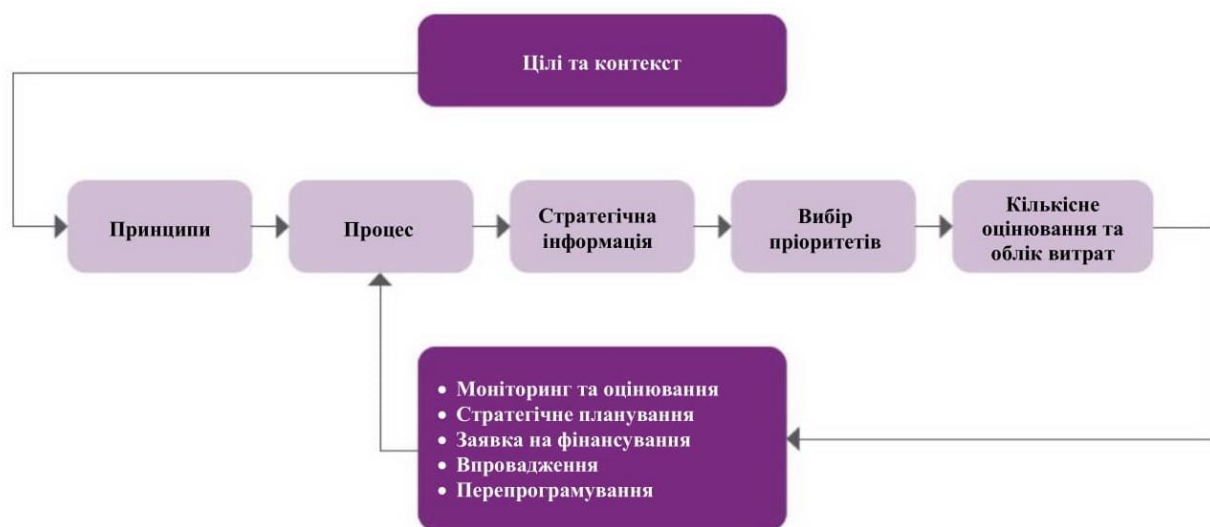 Цілі та контекст
Принципи
Процес
Стратегічна
інформація
Вибір
пріоритетів
Кількісне
оцінювання та
облік витрат
• Моніторинг та оцінювання
• Стратегічне планування
• Заявка на фінансування
• Впровадження
• Перепрограмування